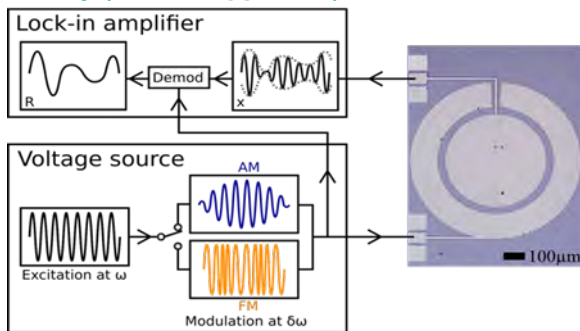 Lock-in amplifier
R
Demod
x
Voltage source
AM
Excitation at ω
FM
Modulation at δω
100μm